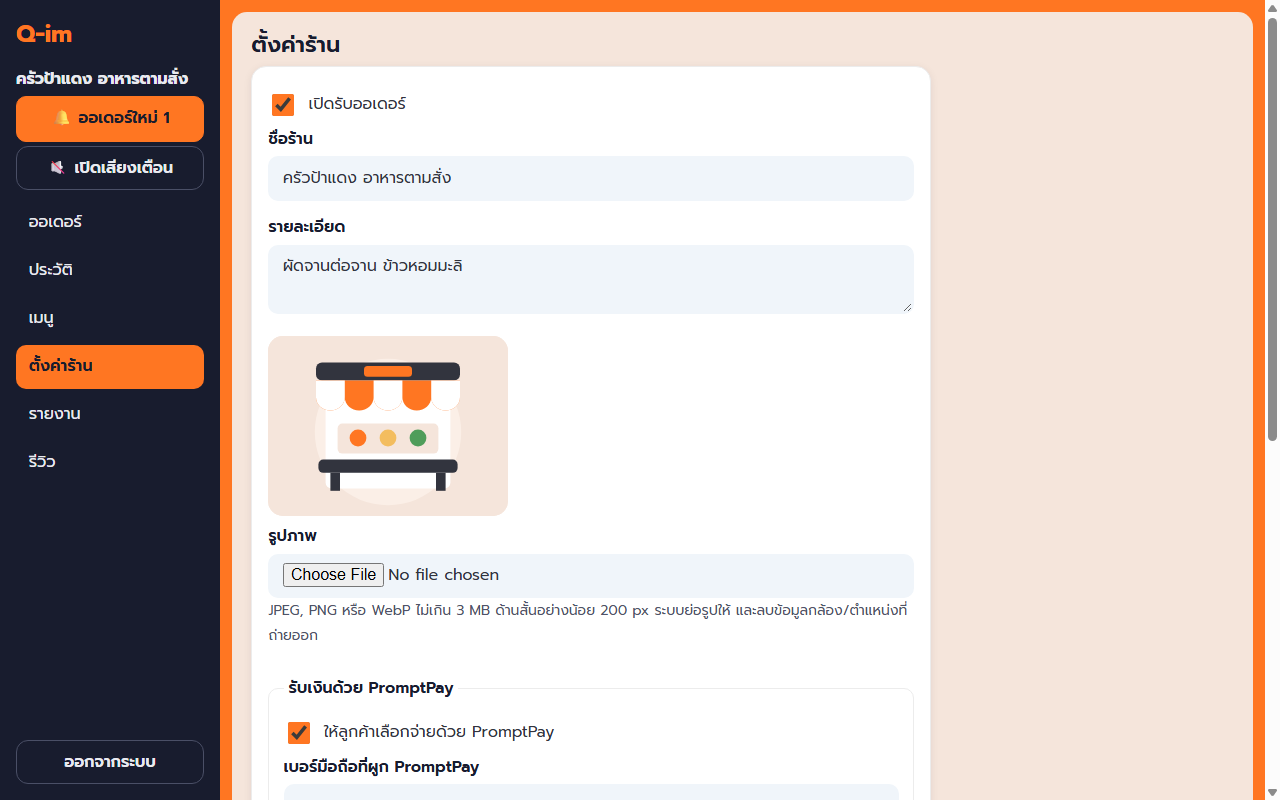 Q-im
ครัวป้าแดง อาหารตามสั่ง
ออเดอร์ใหม่ 1
เปิดเสียงเตือน
ออเดอร์
ประวัติ
เมนู
ตั้งค่าร้าน
รายงาน
รีวิว
ออกจากระบบ
ตั้งค่าร้าน
เปิดรับออเดอร์
ชื่อร้าน
ครัวป้าแดง อาหารตามสั่ง
รายละเอียด
ผัดจานต่อจาน ข้าวหอมมะลิ
รูปภาพ
Choose File No file chosen
JPEG, PNG หรือ WebP ไม่เกิน 3 MB ด้านสั้นอย่างน้อย 200 px ระบบย่อรูปให้ และลบข้อมูลกล้อง/ตำแหน่งที่
ถ่ายออก
รับเงินด้วย PromptPay
ให้ลูกค้าเลือกจ่ายด้วย PromptPay
เบอร์มือถือที่ผูก PromptPay